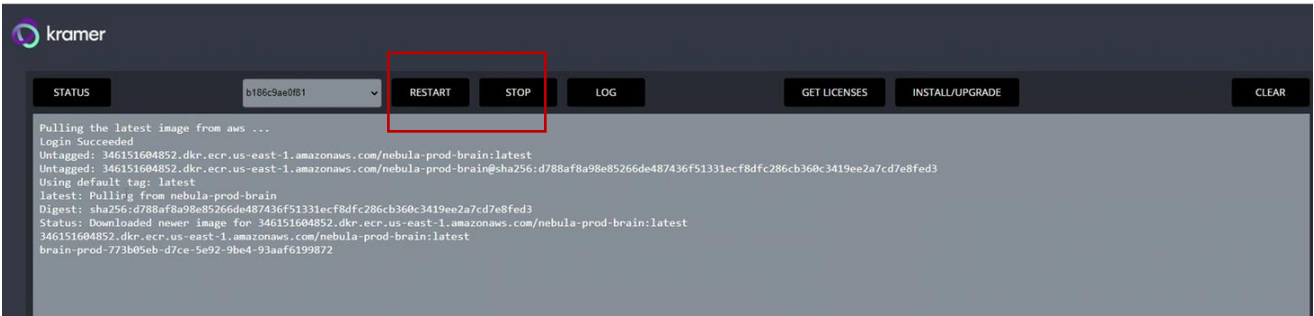 kramer
STATUS b186c9ae0f81 RESTART STOP LOG GET LICENSES INSTALL/UPGRADE CLEAR
Pulling the latest image from aws ...
Login Succeeded
Untagged: 346151604852.dkr.ecr.us-east-1.amazonaws.com/nebula-prod-brain:latest
Untagged: 346151604852.dkr.ecr.us-east-1.amazonaws.com/nebula-prod-brain@sha256:d788af8a98e85266de487436f51331ecf8dfc286cb360c3419ee2a7cd7e8fed3
Using default tag: latest
latest: Pulling from nebula-prod-brain
Digest: sha256:d788af8a98e85266de487436f51331ecf8dfc286cb360c3419ee2a7cd7e8fed3
Status: Downloaded newer image for 346151604852.dkr.ecr.us-east-1.amazonaws.com/nebula-prod-brain:latest
346151604852.dkr.ecr.us-east-1.amazonaws.com/nebula-prod-brain:latest
brain-prod-773b05eb-d7ce-5e92-9be4-93aaf6199872